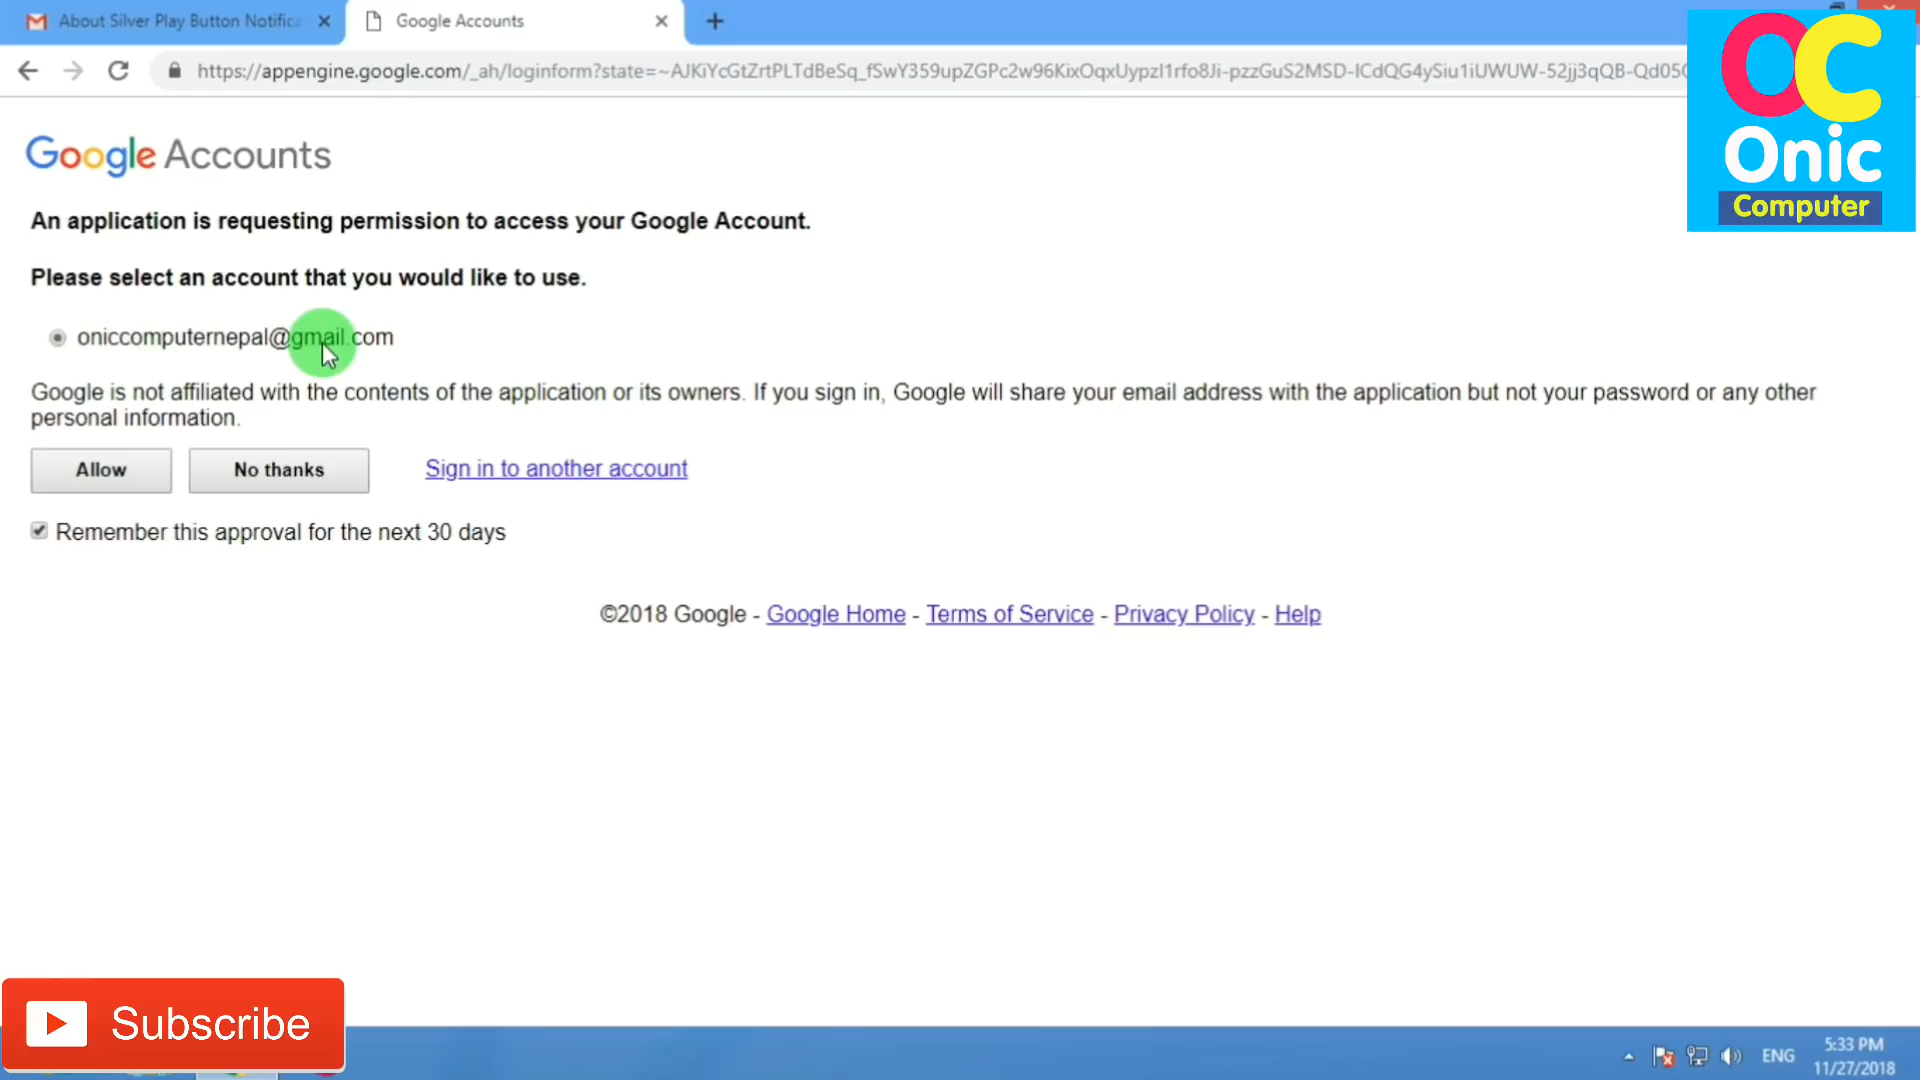 About Silver Play Button Notifica
Google Accounts
https://appengine.google.com/_ah/loginform?state=~AJKiYcGtZrtPLTdBeSq_fSwY359upZGPc2w96KixOqxUypzI1rfo8Ji-pzzGuS2MSD-ICdQG4ySiu1iUWUW-52jj3qQB-Qd05
OC
Onic
Computer
Google Accounts
An application is requesting permission to access your Google Account.
Please select an account that you would like to use.
oniccomputernepal@gmail.com
Google is not affiliated with the contents of the application or its owners. If you sign in, Google will share your email address with the application but not your password or any other
personal information.
Allow
No thanks
Sign in to another account
Remember this approval for the next 30 days
©2018 Google - Google Home - Terms of Service - Privacy Policy - Help
Subscribe
ENG
5:33 PM
11/27/2018